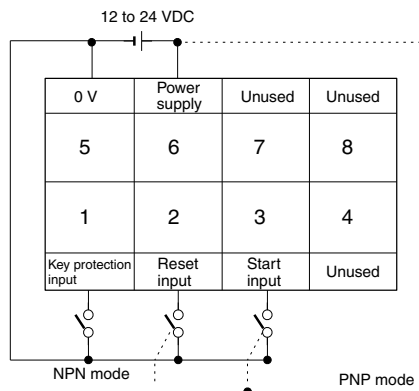 12 to 24 VDC
0 V
Power
supply
Unused
Unused
5
6
7
8
1
2
3
4
Key protection
input
Reset
input
Start
input
Unused
NPN mode
PNP mode